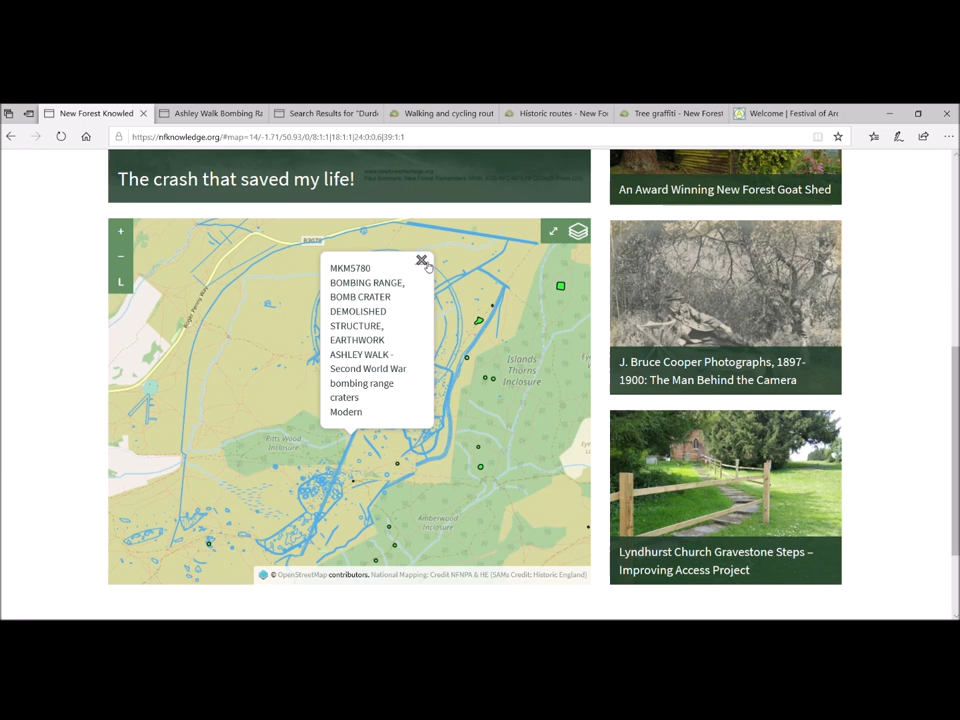 New Forest Knowled
Ashley Walk Bombing Ra
Search Results for "Durd
Walking and cycling rout
Historic routes - New Fo
Tree graffiti - New Forest
Welcome | Festival of Arc
https://nfknowledge.org/#map=14/-1.71/50.93/0/8:1:1|18:1:1|24:0:0.6|39:1:1
The crash that saved my life!
An Award Winning New Forest Goat Shed
+
−
L
B3078
Roger Penny Way
MKM5780
BOMBING RANGE,
BOMB CRATER
DEMOLISHED
STRUCTURE,
EARTHWORK
ASHLEY WALK -
Second World War
bombing range
craters
Modern
Islands
Thorns
Inclosure
Pitts Wood
Inclosure
Amberwood
Inclosure
J. Bruce Cooper Photographs, 1897-
1900: The Man Behind the Camera
Lyndhurst Church Gravestone Steps –
Improving Access Project
© OpenStreetMap contributors. National Mapping: Credit NFNPA & HE (SAMs Credit: Historic England)